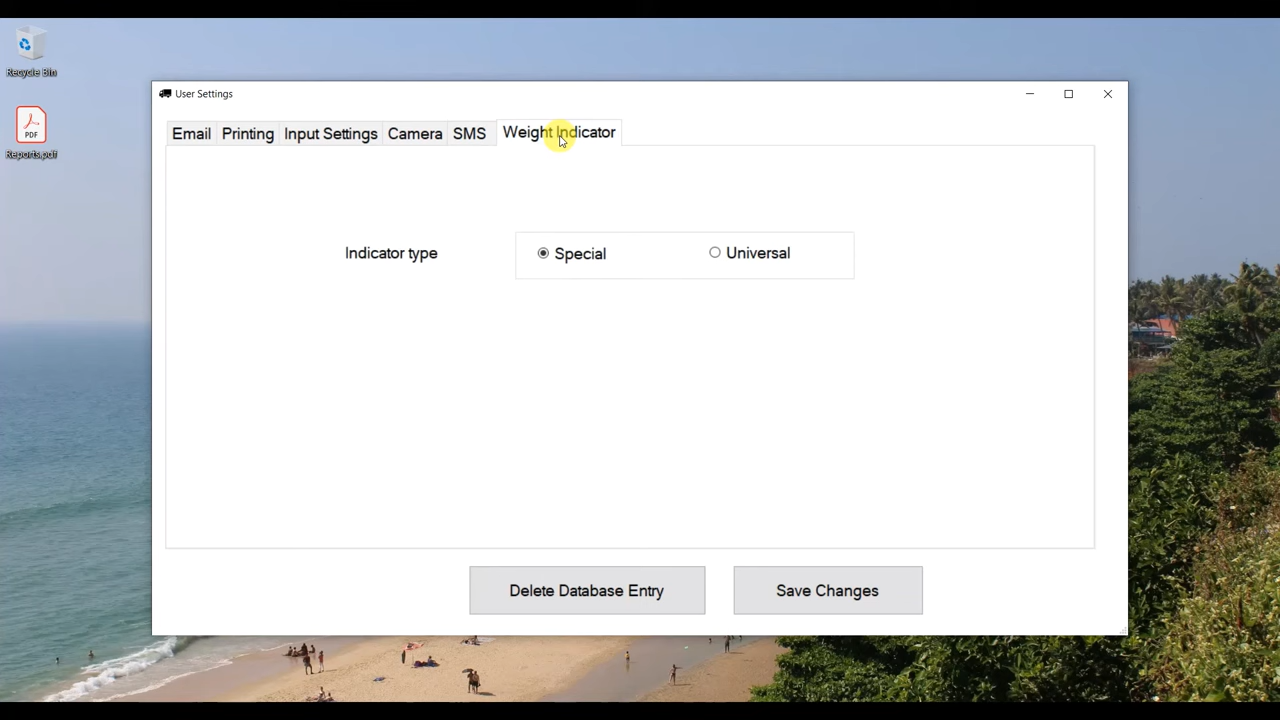 Recycle Bin
Reports.pdf
PDF
User Settings
Email Printing Input Settings Camera SMS Weight Indicator
Indicator type Special Universal
Delete Database Entry Save Changes